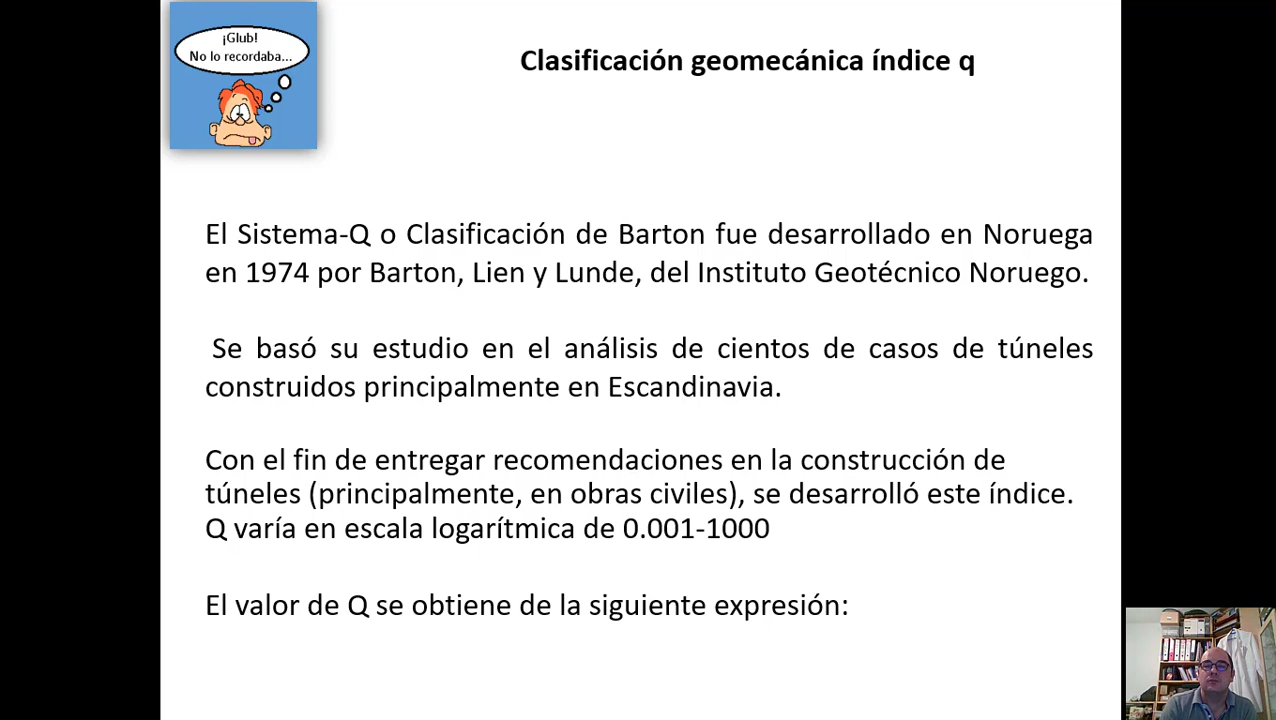 ¡Glub!
No lo recordaba...
Clasificación geomecánica índice q
El Sistema-Q o Clasificación de Barton fue desarrollado en Noruega
en 1974 por Barton, Lien y Lunde, del Instituto Geotécnico Noruego.
Se basó su estudio en el análisis de cientos de casos de túneles
construidos principalmente en Escandinavia.
Con el fin de entregar recomendaciones en la construcción de
túneles (principalmente, en obras civiles), se desarrolló este índice.
Q varía en escala logarítmica de 0.001-1000
El valor de Q se obtiene de la siguiente expresión: